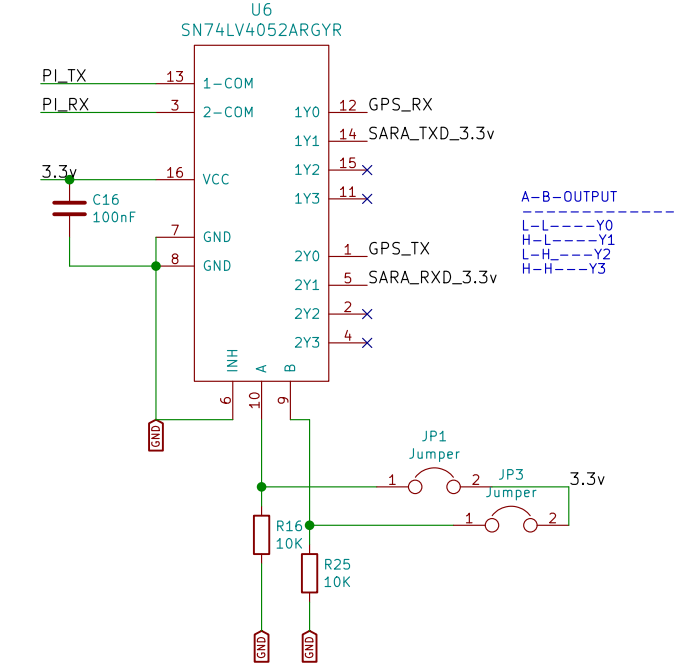 U6
SN74LV4052ARGYR
PI_TX 13 1-COM
PI_RX 3 2-COM
1Y0 12 GPS_RX
1Y1 14 SARA_TXD_3.3v
1Y2 15
3.3v 16 VCC
1Y3 11
C16
100nF
A-B-OUTPUT
--------------
L-L----Y0
H-L----Y1
L-H_----Y2
H-H---Y3
7 GND
8 GND
2Y0 1 GPS_TX
2Y1 5 SARA_RXD_3.3v
2Y2 2
2Y3 4
INH A B
6 10 9
GND
JP1
Jumper
1 2
3.3v
JP3
Jumper
1 2
R16
10K
R25
10K
GND GND